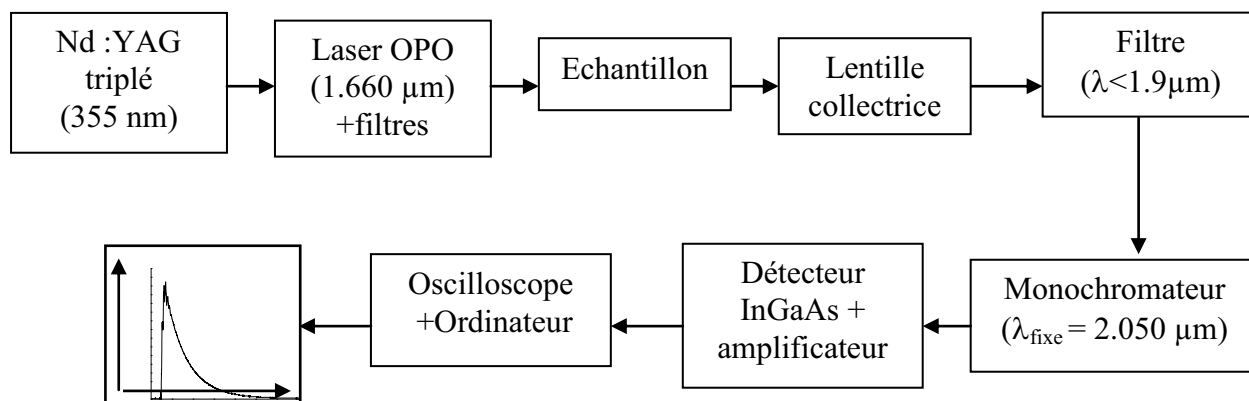 Nd :YAG
triplé
(355 nm)
Laser OPO
(1.660 µm)
+filtres
Echantillon
Lentille
collectrice
Filtre
(λ<1.9µm)
Monochromateur
(λfixe = 2.050 µm)
Détecteur
InGaAs +
amplificateur
Oscilloscope
+Ordinateur